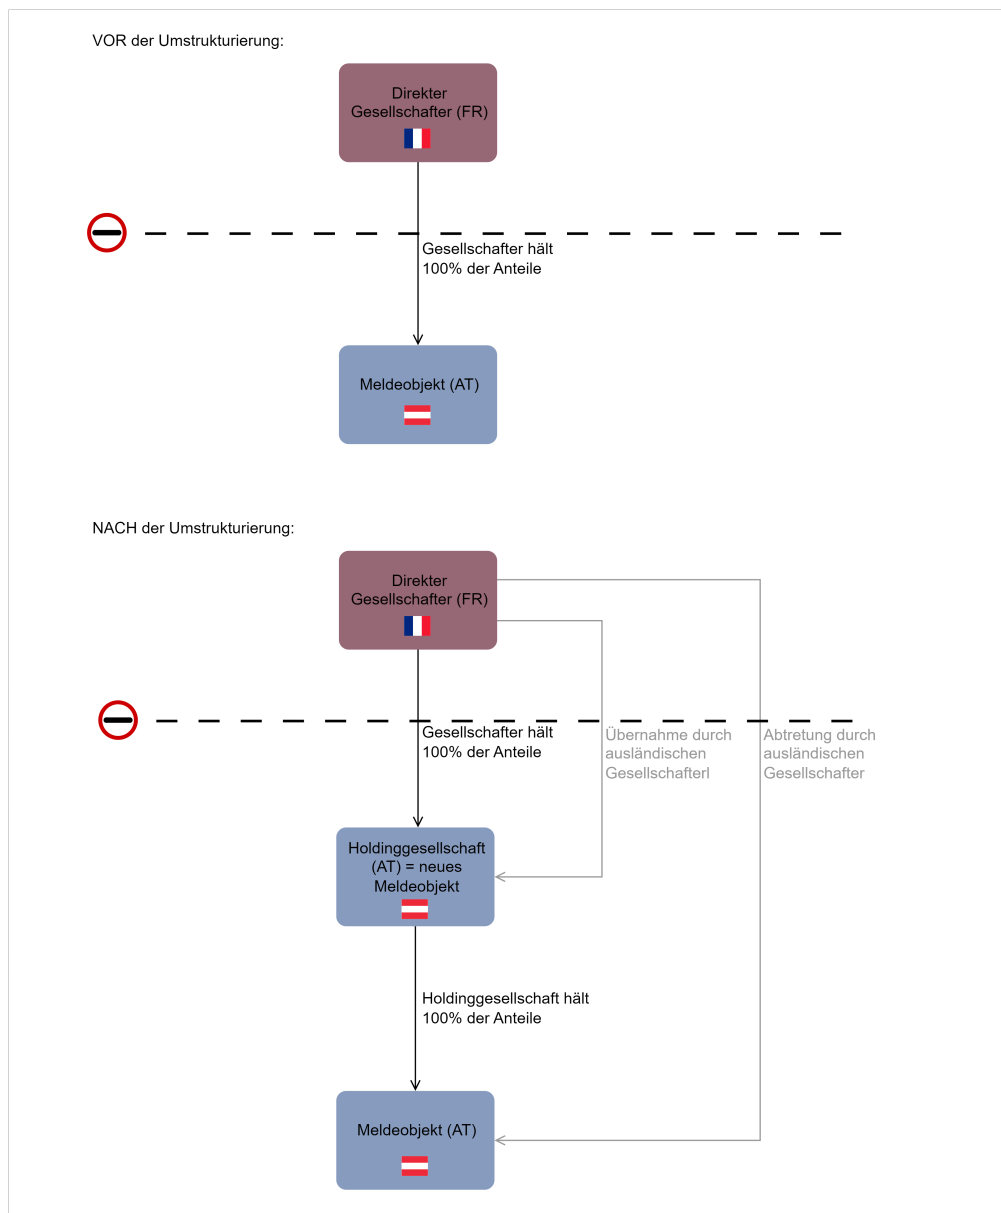 VOR der Umstrukturierung:
Direkter
Gesellschafter (FR)
Gesellschafter hält
100% der Anteile
Meldeobjekt (AT)
NACH der Umstrukturierung:
Direkter
Gesellschafter (FR)
Gesellschafter hält
100% der Anteile
Übernahme durch
ausländischen
Gesellschafterl
Abtretung durch
ausländischen
Gesellschafter
Holdinggesellschaft
(AT) = neues
Meldeobjekt
Holdinggesellschaft hält
100% der Anteile
Meldeobjekt (AT)